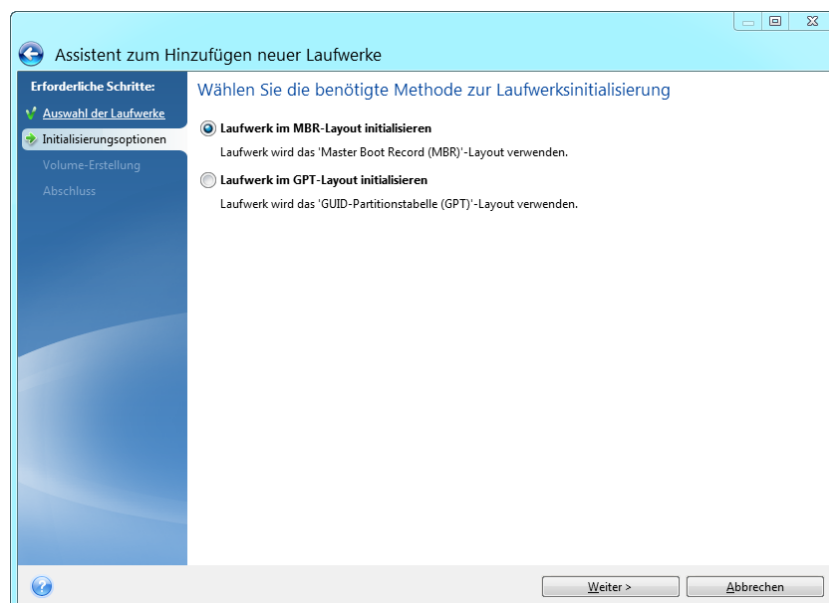 Assistent zum Hinzufügen neuer Laufwerke
Erforderliche Schritte:
Auswahl der Laufwerke
Initialisierungsoptionen
Volume-Erstellung
Abschluss
Wählen Sie die benötigte Methode zur Laufwerksinitialisierung
Laufwerk im MBR-Layout initialisieren
Laufwerk wird das 'Master Boot Record (MBR)'-Layout verwenden.
Laufwerk im GPT-Layout initialisieren
Laufwerk wird das 'GUID-Partitionstabelle (GPT)'-Layout verwenden.
?
Weiter >
Abbrechen